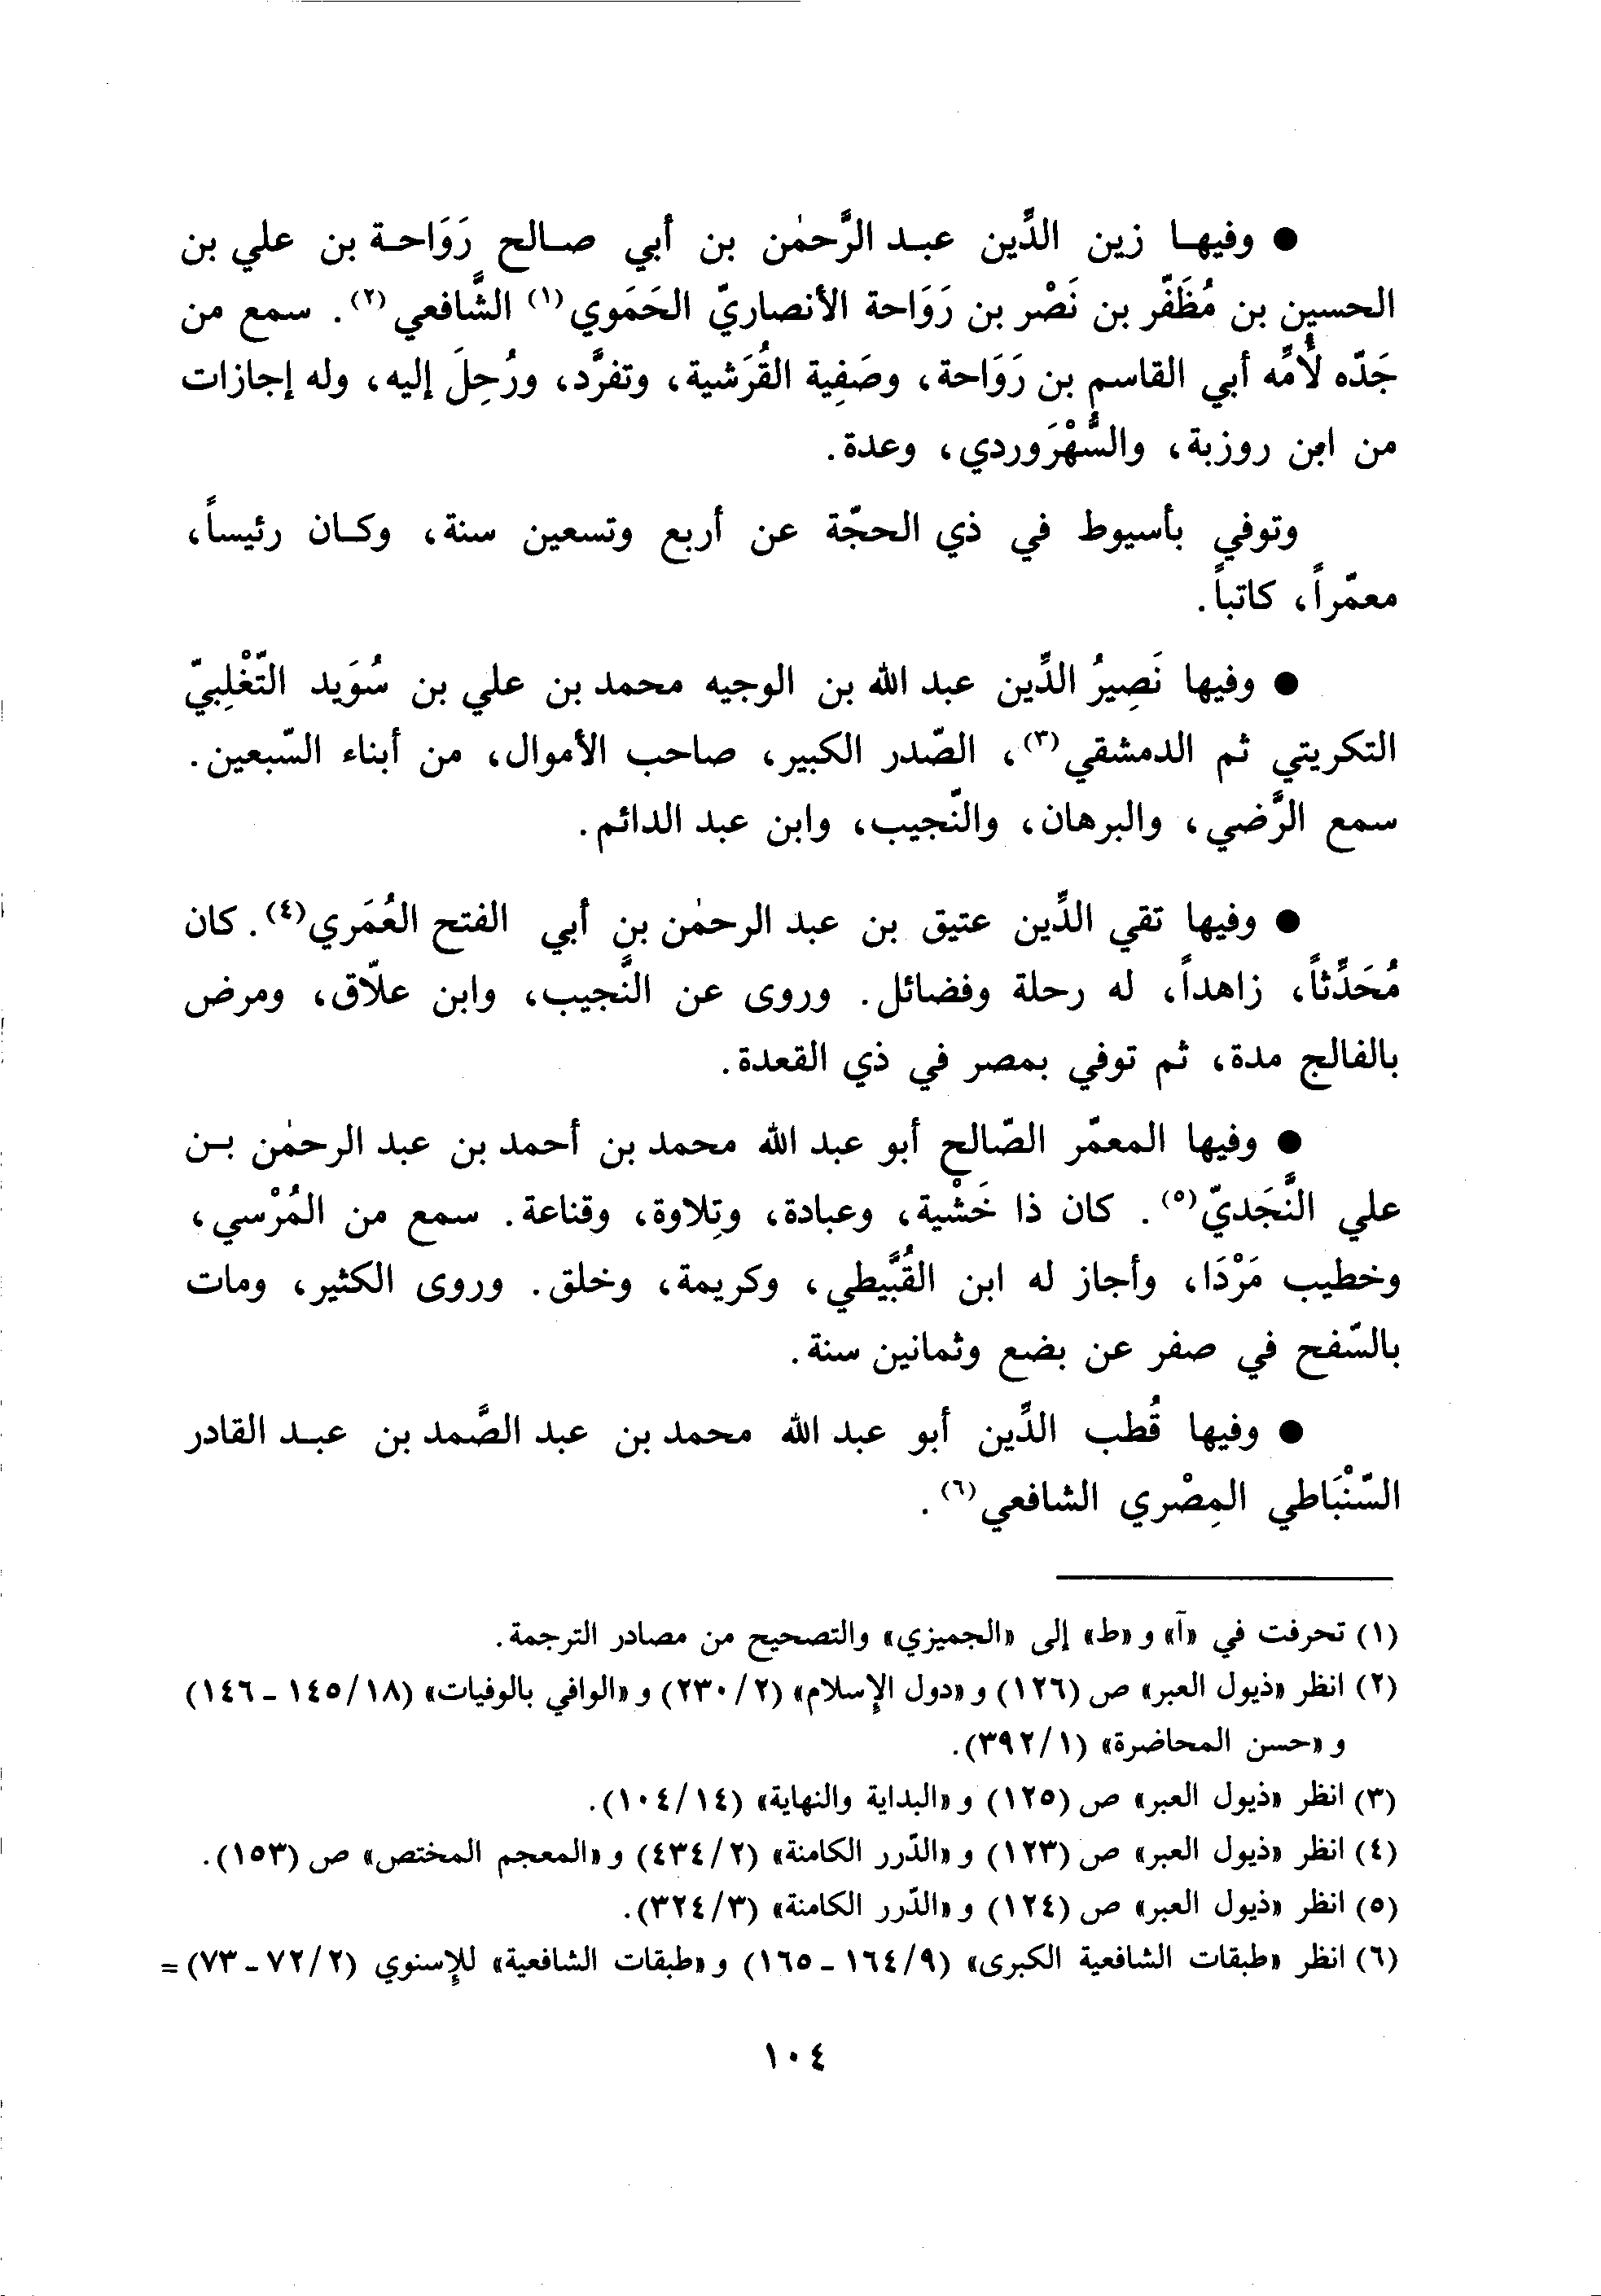 ● وفيها زين الدِّين عبد الرَّحمٰن بن أبي صالح رَوَاحة بن علي بن
الحسين بن مُظَفّر بن نَصْر بن رَوَاحة الأنصاريّ الحَمَوي(١) الشَّافعي(٢). سمع من
جَدّه لأُمِّه أبي القاسم بن رَوَاحة، وصَفِية القُرَشية، وتفرَّد، ورُحِلَ إليه، وله إجازات
من ابن روزبة، والسُّهْرَوردي، وعدة.
وتوفي بأسيوط في ذي الحجّة عن أربع وتسعين سنة، وكان رئيساً،
معمّراً، كاتباً.
● وفيها نَصِيرُ الدِّين عبد الله بن الوجيه محمد بن علي بن سُوَيد التّغْلِبيّ
التكريتي ثم الدمشقي(٣)، الصّدر الكبير، صاحب الأموال، من أبناء السّبعين.
سمع الرَّضي، والبرهان، والنّجيب، وابن عبد الدائم.
● وفيها تقي الدِّين عتيق بن عبد الرحمٰن بن أبي الفتح العُمَري(٤). كان
مُحَدِّثاً، زاهداً، له رحلة وفضائل. وروى عن النَّجيب، وابن علاّق، ومرض
بالفالج مدة، ثم توفي بمصر في ذي القعدة.
● وفيها المعمّر الصّالح أبو عبد الله محمد بن أحمد بن عبد الرحمٰن بن
علي النَّجَديّ(٥). كان ذا خَشْية، وعبادة، وتِلاوة، وقناعة. سمع من المُرْسي،
وخطيب مَرْدَا، وأجاز له ابن القُبَّيطي، وكريمة، وخلق. وروى الكثير، ومات
بالسّفح في صفر عن بضع وثمانين سنة.
● وفيها قُطب الدِّين أبو عبد الله محمد بن عبد الصَّمد بن عبد القادر
السّنْبَاطي المِصْري الشافعي(٦).
(١) تحرفت في «آ» و «ط» إلى «الجميزي» والتصحيح من مصادر الترجمة.
(٢) انظر «ذيول العبر» ص (١٢٦) و «دول الإسلام» (٢/ ٢٣٠) و «الوافي بالوفيات» (١٨/ ١٤٥ - ١٤٦)
و «حسن المحاضرة» (١/ ٣٩٢).
(٣) انظر «ذيول العبر» ص (١٢٥) و «البداية والنهاية» (١٤/ ١٠٤).
(٤) انظر «ذيول العبر» ص (١٢٣) و «الدّرر الكامنة» (٢/ ٤٣٤) و «المعجم المختص» ص (١٥٣).
(٥) انظر «ذيول العبر» ص (١٢٤) و «الدّرر الكامنة» (٣/ ٣٢٤).
(٦) انظر «طبقات الشافعية الكبرى» (٩/ ١٦٤ - ١٦٥) و «طبقات الشافعية» للإسنوي (٢/ ٧٢ - ٧٣) =
١٠٤